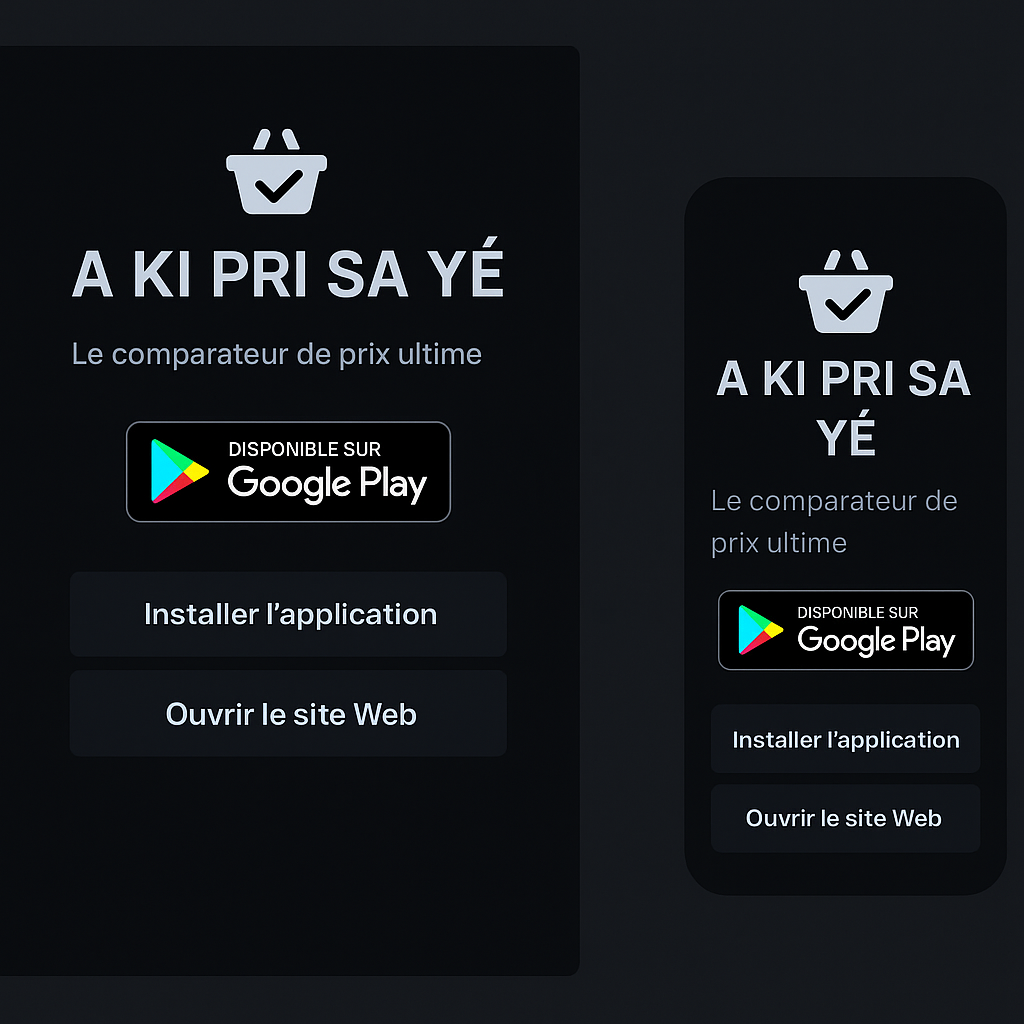 A KI PRI SA YÉ
Le comparateur de prix ultime
DISPONIBLE SUR
Google Play
Installer l’application
Ouvrir le site Web
A KI PRI SA
YÉ
Le comparateur de
prix ultime
DISPONIBLE SUR
Google Play
Installer l’application
Ouvrir le site Web